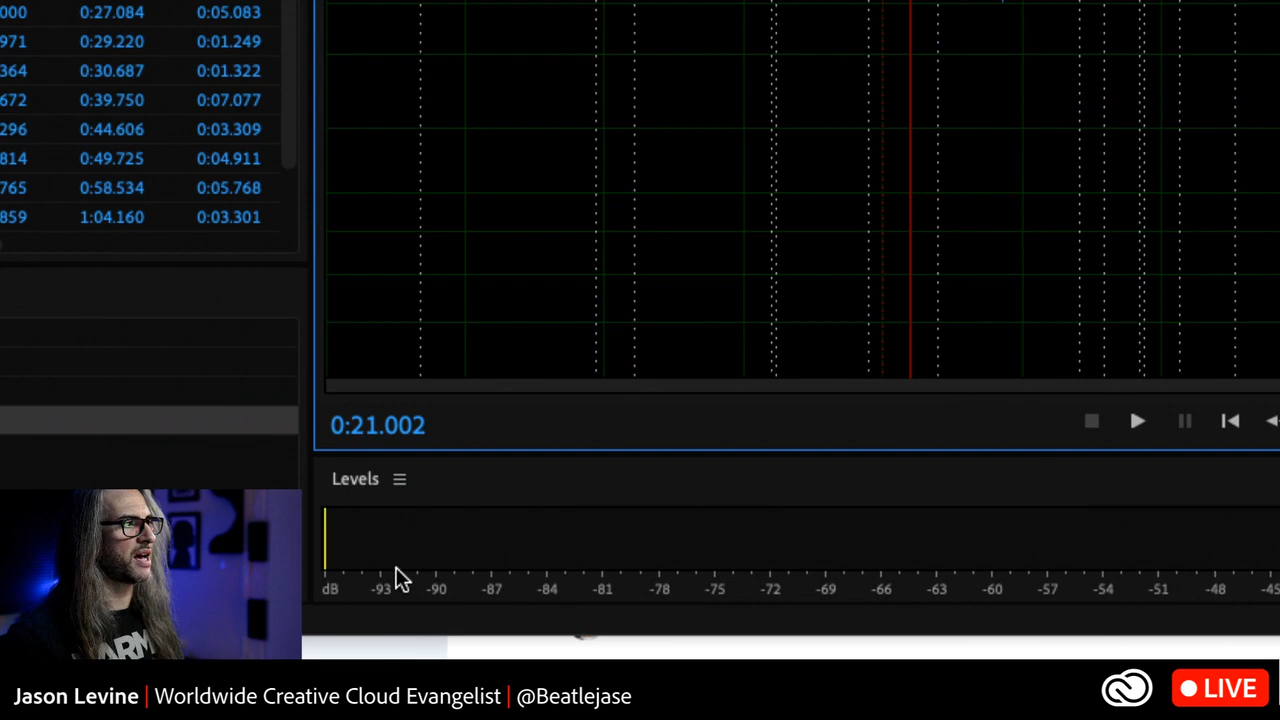 000 0:27.084 0:05.083
971 0:29.220 0:01.249
364 0:30.687 0:01.322
672 0:39.750 0:07.077
296 0:44.606 0:03.309
814 0:49.725 0:04.911
765 0:58.534 0:05.768
859 1:04.160 0:03.301
0:21.002
Levels
dB -93 -90 -87 -84 -81 -78 -75 -72 -69 -66 -63 -60 -57 -54 -51 -48 -45
ARM
Jason Levine | Worldwide Creative Cloud Evangelist | @Beatlejase
LIVE